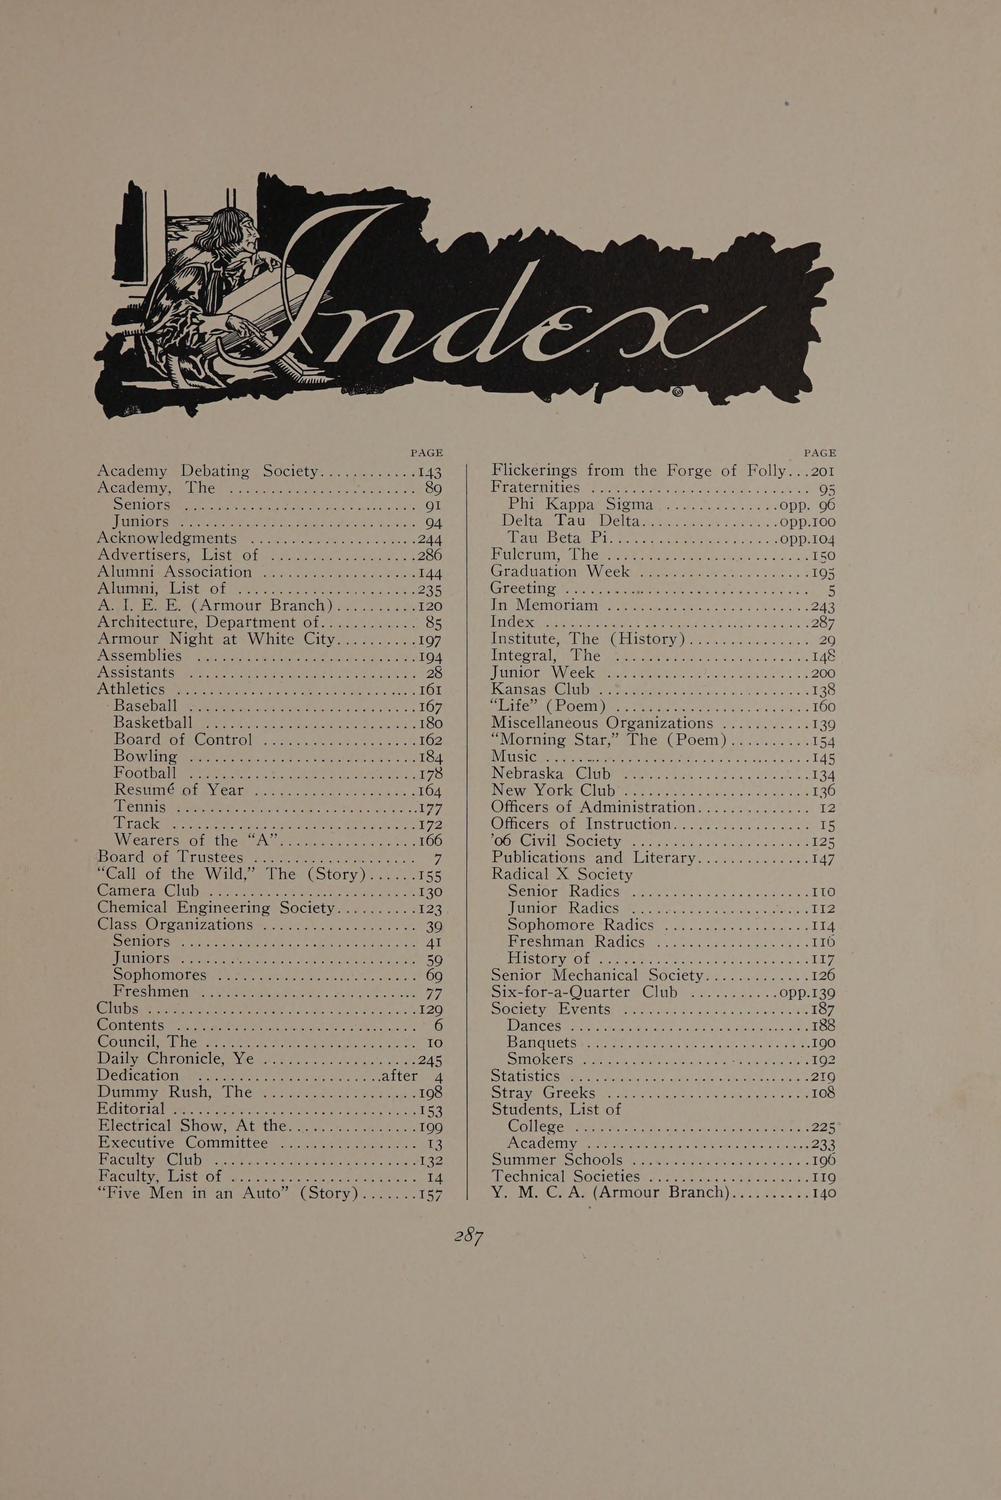 Index
PAGE
Academy Debating Society............143
Academy, The ........................ 89
Seniors ............................ 91
Juniors ............................ 94
Acknowledgments ....................244
Advertisers, List of ..................286
Alumni Association ...................144
Alumni, List of ......................235
A. I. E. E. (Armour Branch)..........120
Architecture, Department of............ 85
Armour Night at White City..........197
Assemblies ..........................194
Assistants ........................... 28
Athletics ............................161
Baseball ...........................167
Basketball ..........................180
Board of Control ...................162
Bowling ............................184
Football ............................178
Resumé of Year ....................164
Tennis .............................177
Track ..............................172
Wearers of the “A”.................166
Board of Trustees .................... 7
“Call of the Wild,” The (Story)......155
Camera Club .........................130
Chemical Engineering Society..........123
Class Organizations ................... 39
Seniors ............................ 41
Juniors ............................ 59
Sophomores ........................ 69
Freshmen .......................... 77
Clubs ...............................129
Contents ............................ 6
Council, The ......................... 10
Daily Chronicle, Ye ...................245
Dedication .......................after 4
Dummy Rush, The ...................198
Editorial .............................153
Electrical Show, At the................199
Executive Committee ................. 13
Faculty Club ........................132
Faculty, List of ....................... 14
“Five Men in an Auto” (Story).......157
PAGE
Flickerings from the Forge of Folly...201
Fraternities .......................... 95
Phi Kappa Sigma ..............opp. 96
Delta Tau Delta.................opp.100
Tau Beta Pi.....................opp.104
Fulcrum, The ........................150
Graduation Week .....................195
Greeting ............................. 5
In Memoriam ........................243
Index ...............................287
Institute, The (History)............... 29
Integral, The ........................148
Junior Week .........................200
Kansas Club .........................138
“Life” (Poem) .......................160
Miscellaneous Organizations ...........139
“Morning Star,” The (Poem)..........154
Music ...............................145
Nebraska Club .......................134
New York Club .......................136
Officers of Administration.............. 12
Officers of Instruction................. 15
’06 Civil Society .....................125
Publications and Literary..............147
Radical X Society
Senior Radics ......................110
Junior Radics ......................112
Sophomore Radics ..................114
Freshman Radics ...................116
History of ..........................117
Senior Mechanical Society.............126
Six-for-a-Quarter Club ...........opp.139
Society Events .......................187
Dances .............................188
Banquets ...........................190
Smokers ...........................192
Statistics ............................219
Stray Greeks ........................108
Students, List of
College ............................225
Academy ...........................233
Summer Schools ......................196
Technical Societies ....................119
Y. M. C. A. (Armour Branch)..........140
287